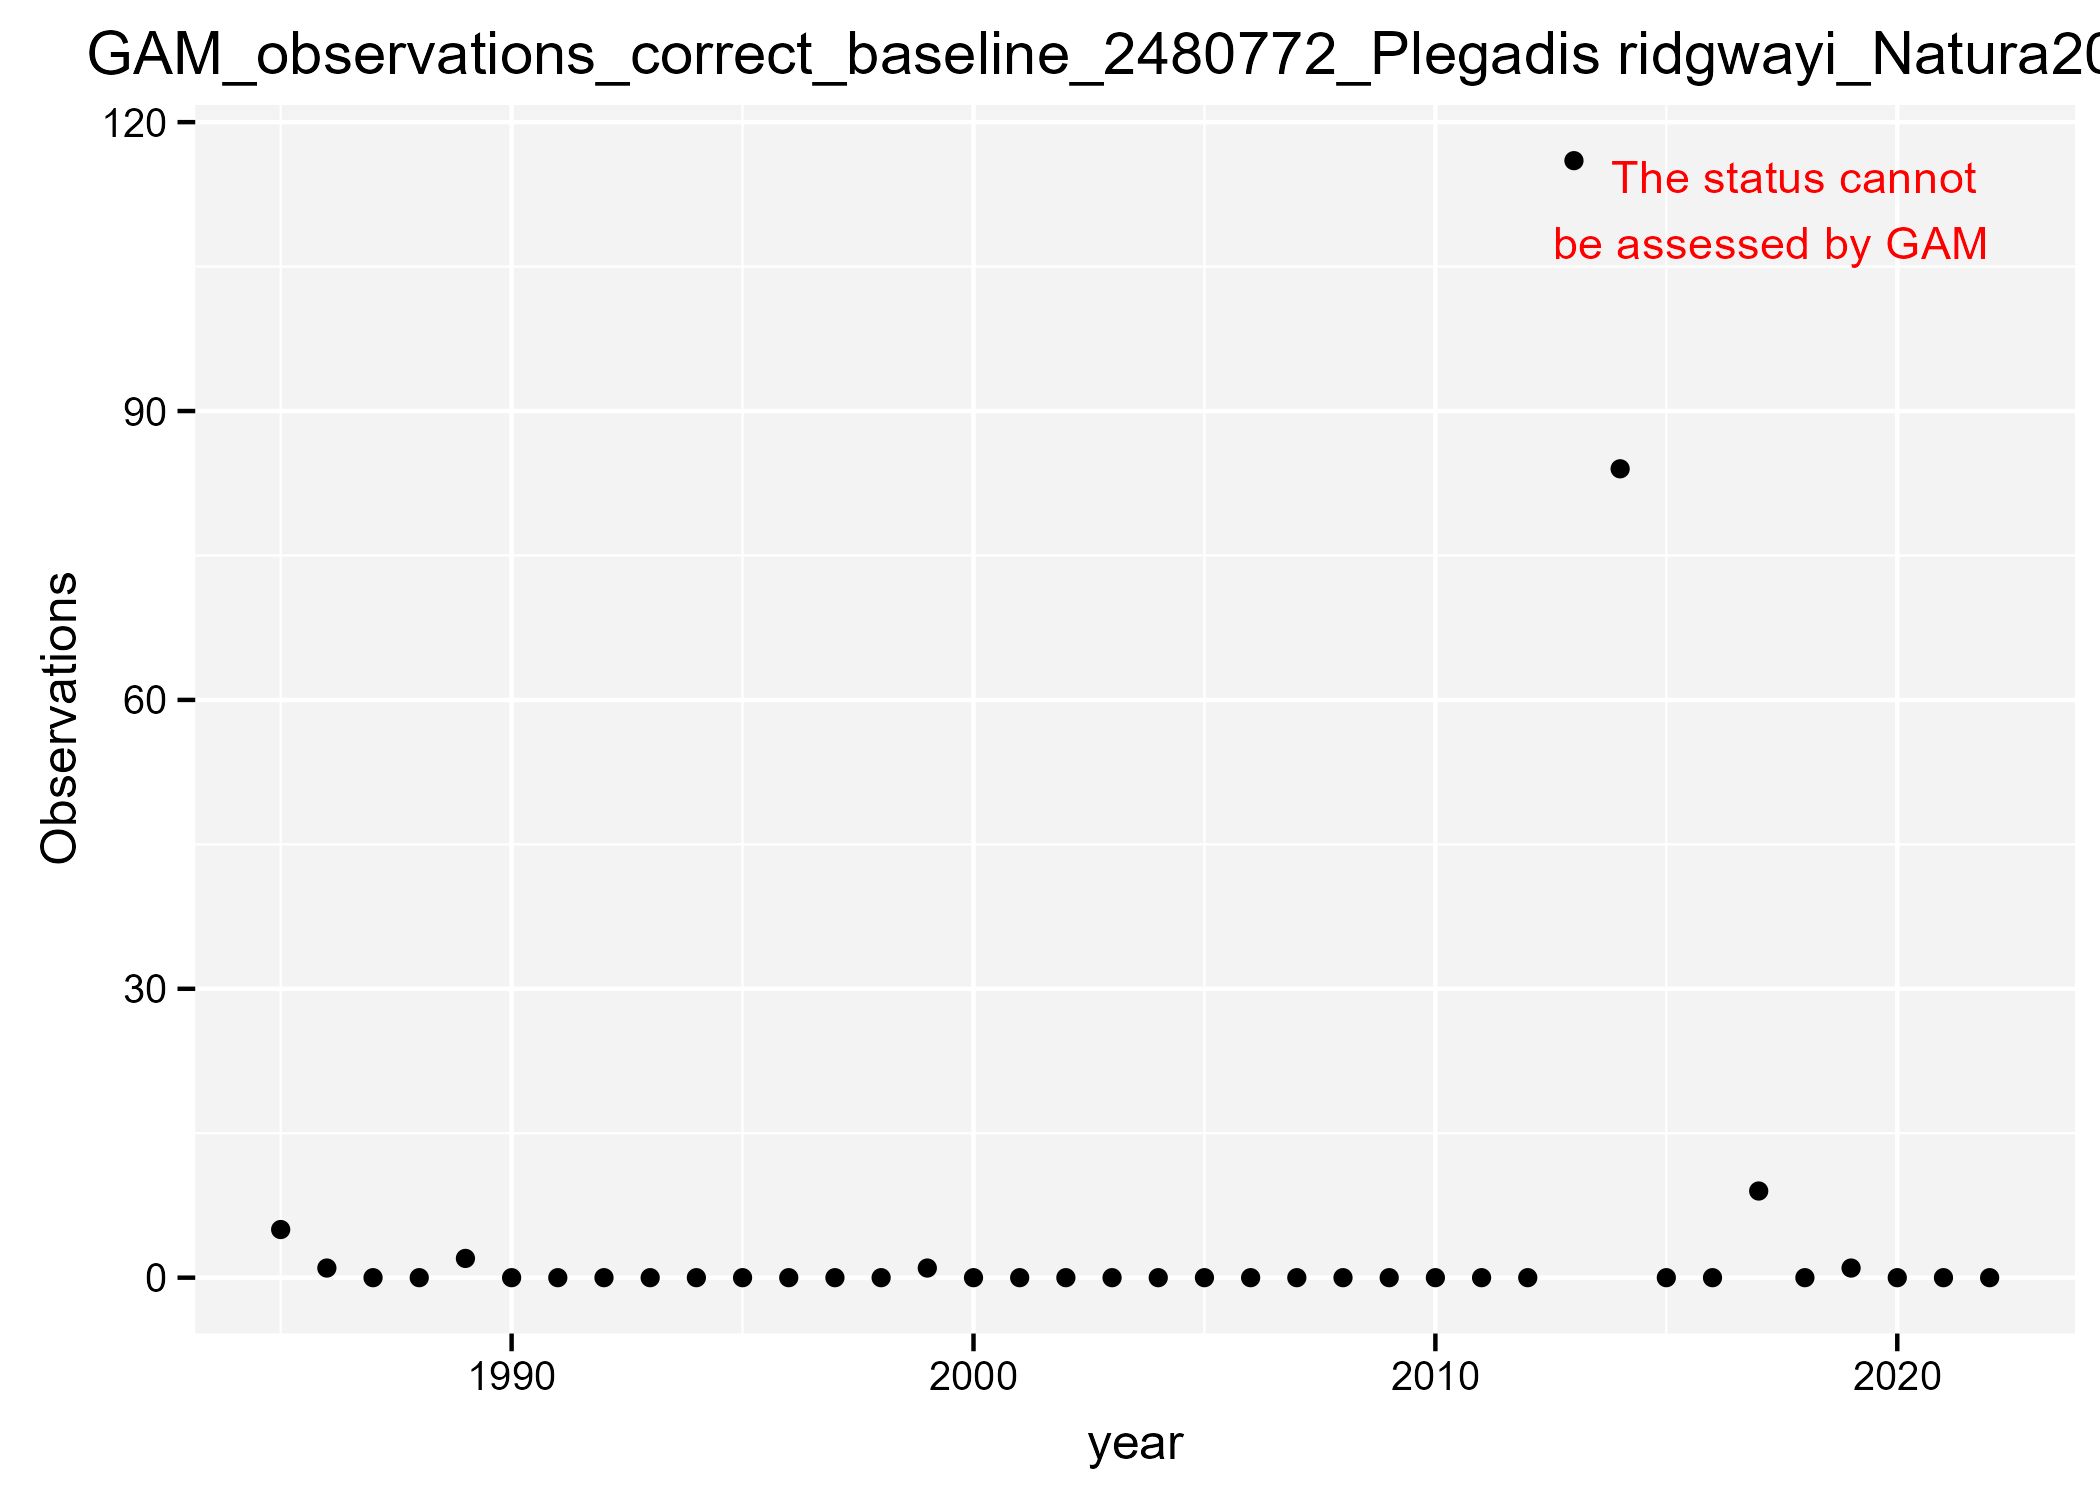 GAM_observations_correct_baseline_2480772_Plegadis ridgwayi_Natura20
120
The status cannot
be assessed by GAM
90
60
30
0
Observations
1990 2000 2010 2020
year